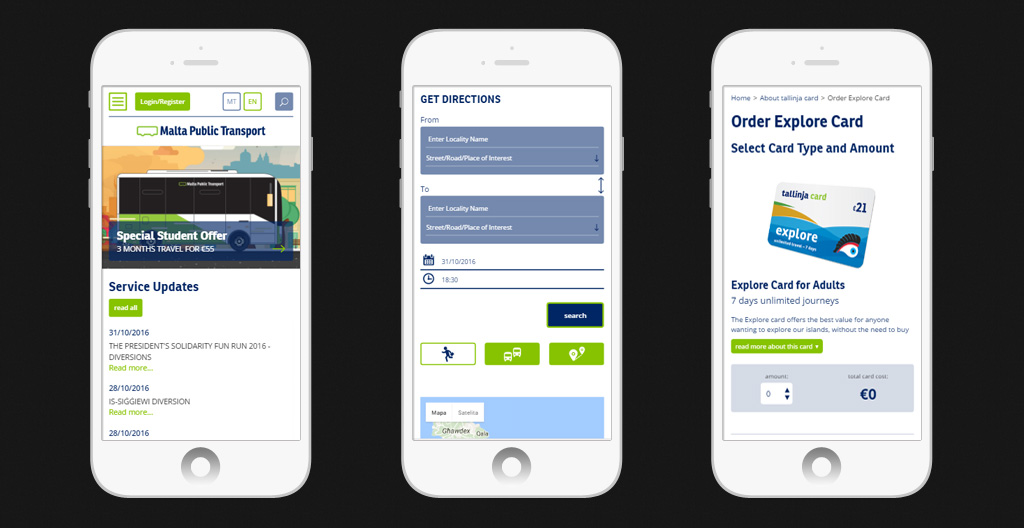 Login/Register
MT
EN
Malta Public Transport
Malta Public Transport
Special Student Offer
3 MONTHS TRAVEL FOR €55
Service Updates
read all
31/10/2016
THE PRESIDENT'S SOLIDARITY FUN RUN 2016 -
DIVERSIONS
Read more...
28/10/2016
IS-SIGGIEWI DIVERSION
Read more...
28/10/2016
GET DIRECTIONS
From
Enter Locality Name
Street/Road/Place of Interest
To
Enter Locality Name
Street/Road/Place of Interest
31/10/2016
18:30
search
Mapa
Satelita
Għawdex
Qala
Home > About tallinja card > Order Explore Card
Order Explore Card
Select Card Type and Amount
tallinja card
€21
explore
unlimited travel • 7 days
Explore Card for Adults
7 days unlimited journeys
The Explore card offers the best value for anyone
wanting to explore our islands, without the need to buy
read more about this card
amount:
0
total card cost:
€0